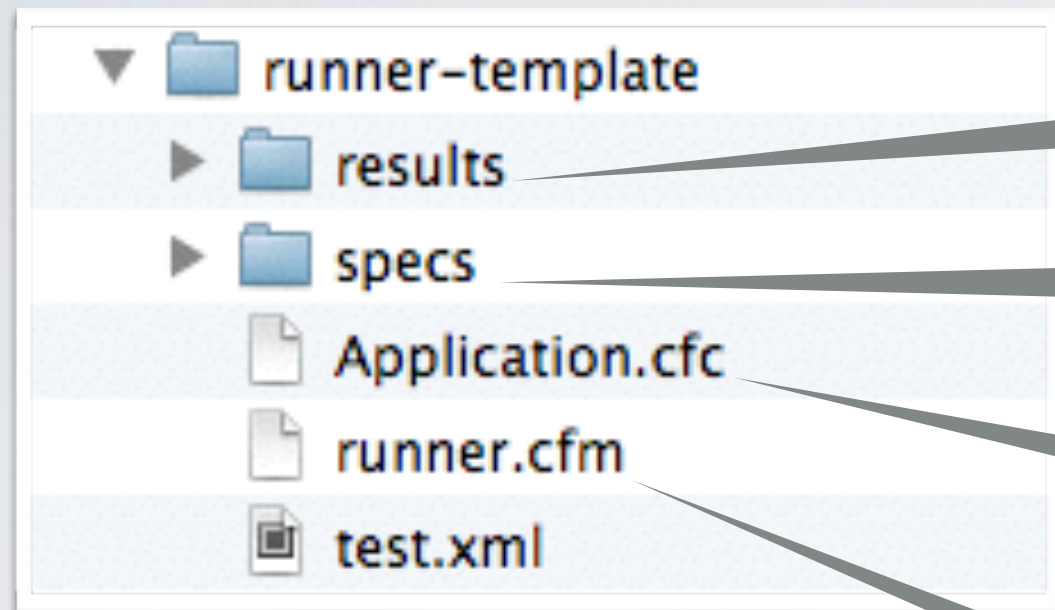 runner-template
results
specs
Application.cfc
runner.cfm
test.xml